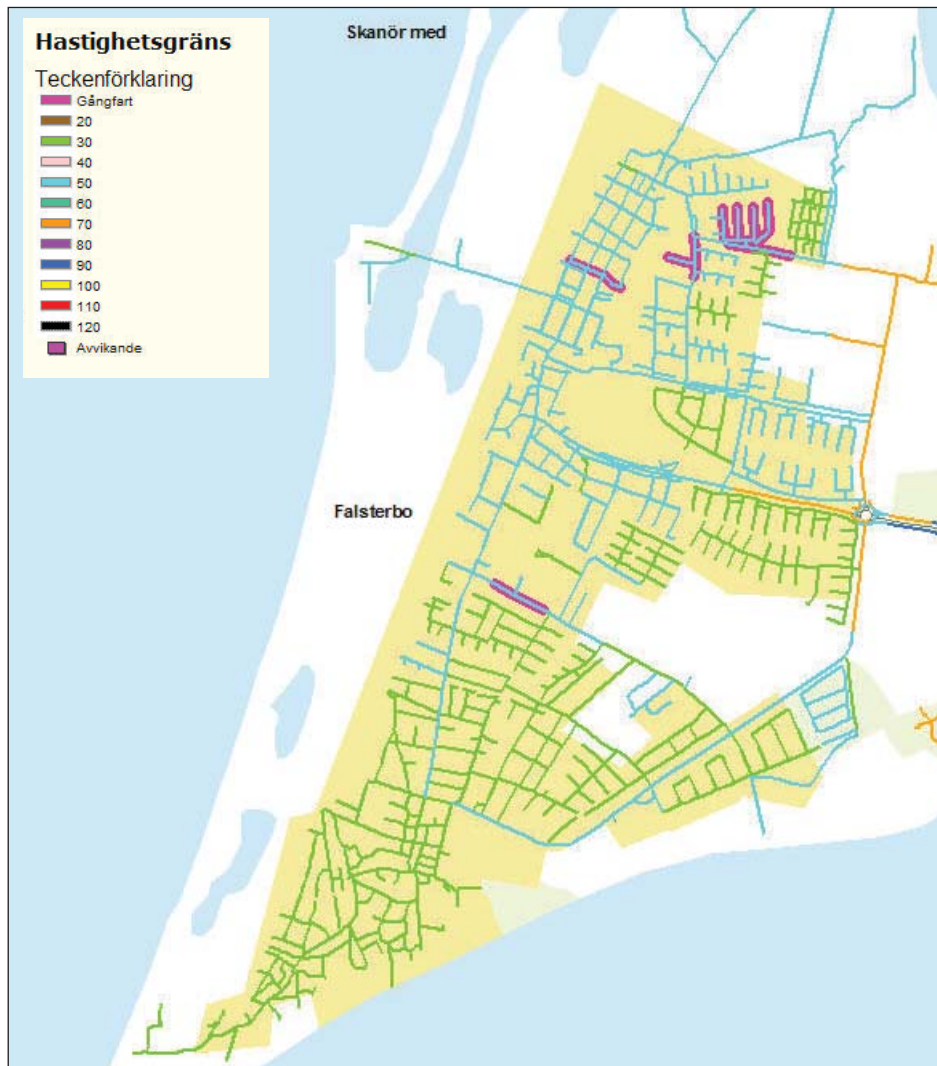 Hastighetsgräns
Teckenförklaring
Gångfart
20
30
40
50
60
70
80
90
100
110
120
Avvikande
Skanör med
Falsterbo